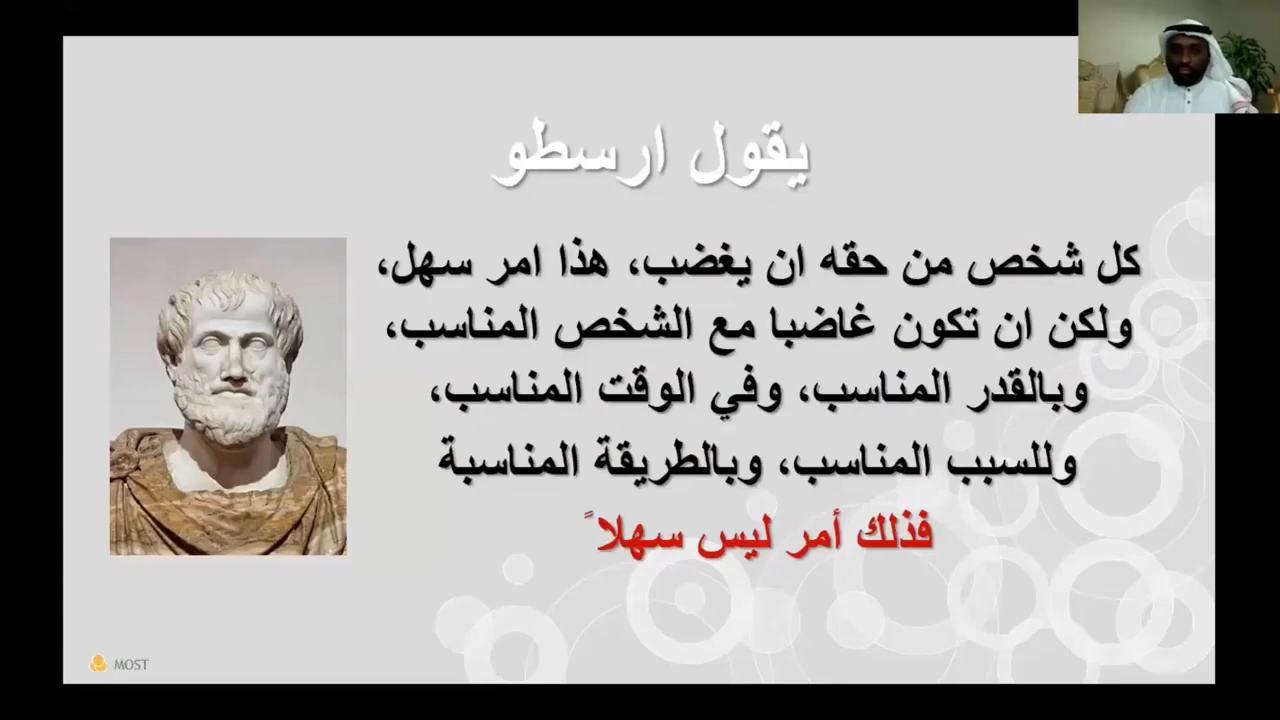 يقول ارسطو
كل شخص من حقه ان يغضب، هذا امر سهل،
ولكن ان تكون غاضبا مع الشخص المناسب،
وبالقدر المناسب، وفي الوقت المناسب،
وللسبب المناسب، وبالطريقة المناسبة
فذلك أمر ليس سهلاً
MOST